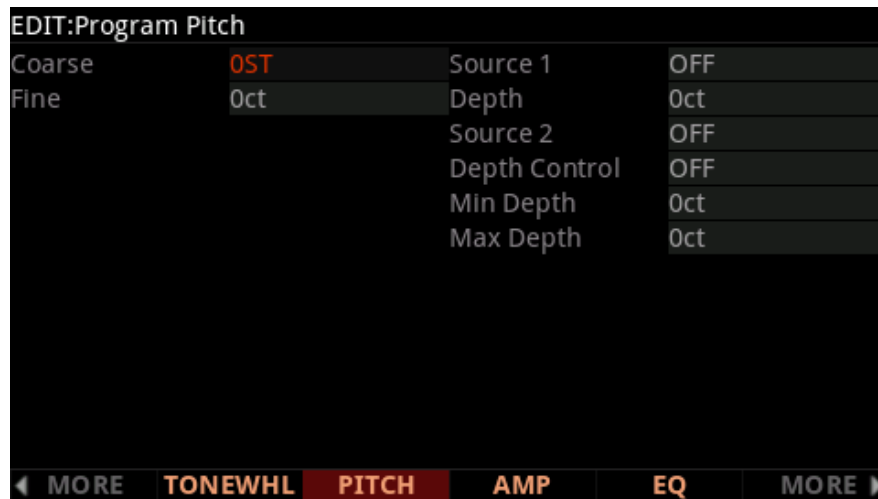 EDIT:Program Pitch
Coarse 0ST Source 1 OFF
Fine 0ct Depth 0ct
Source 2 OFF
Depth Control OFF
Min Depth 0ct
Max Depth 0ct
MORE TONEWHL PITCH AMP EQ MORE